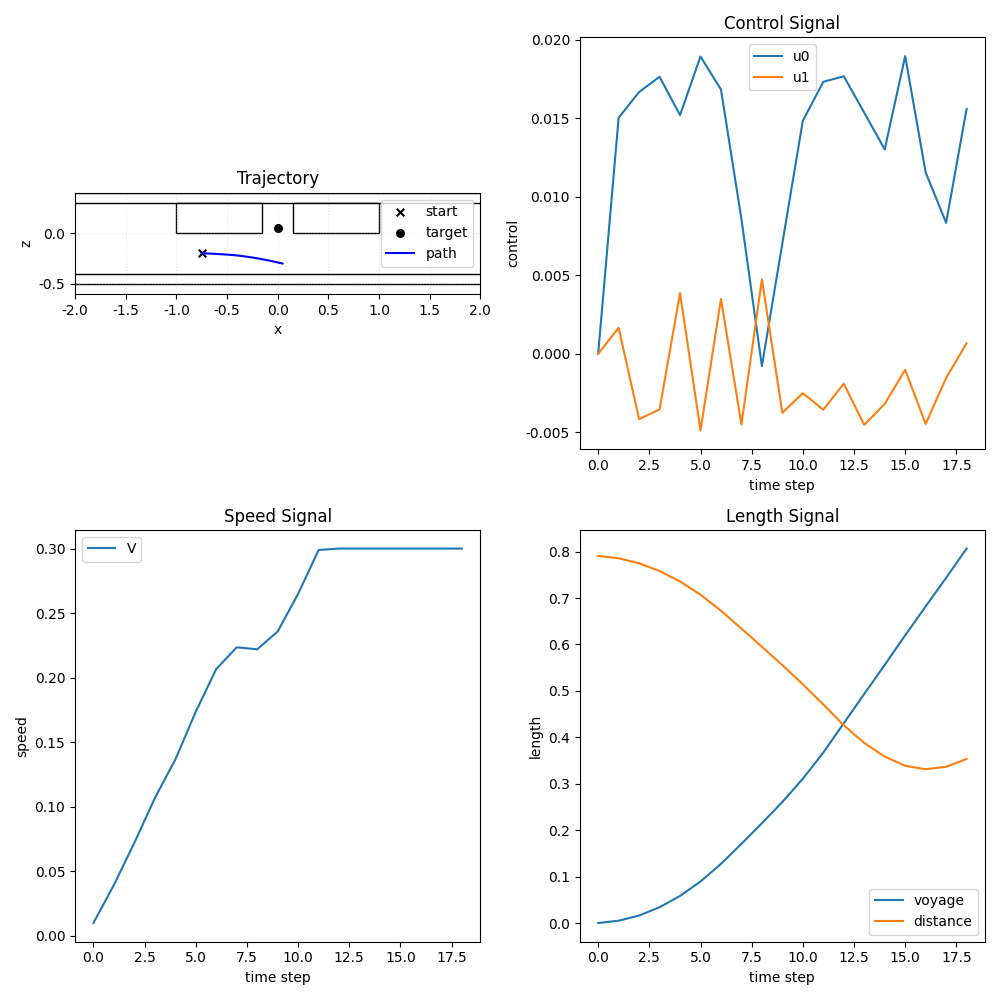 Trajectory
0.0
-0.5
z
-2.0 -1.5 -1.0 -0.5 0.0 0.5 1.0 1.5 2.0
x
start
target
path
Control Signal
0.020
0.015
0.010
0.005
0.000
-0.005
control
u0
u1
0.0 2.5 5.0 7.5 10.0 12.5 15.0 17.5
time step
Speed Signal
0.30
0.25
0.20
0.15
0.10
0.05
0.00
speed
V
0.0 2.5 5.0 7.5 10.0 12.5 15.0 17.5
time step
Length Signal
0.8
0.7
0.6
0.5
0.4
0.3
0.2
0.1
0.0
length
voyage
distance
0.0 2.5 5.0 7.5 10.0 12.5 15.0 17.5
time step